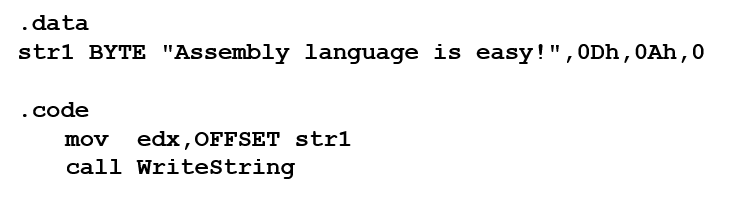 .data
str1 BYTE "Assembly language is easy!",0Dh,0Ah,0
.code
mov edx,OFFSET str1
call WriteString